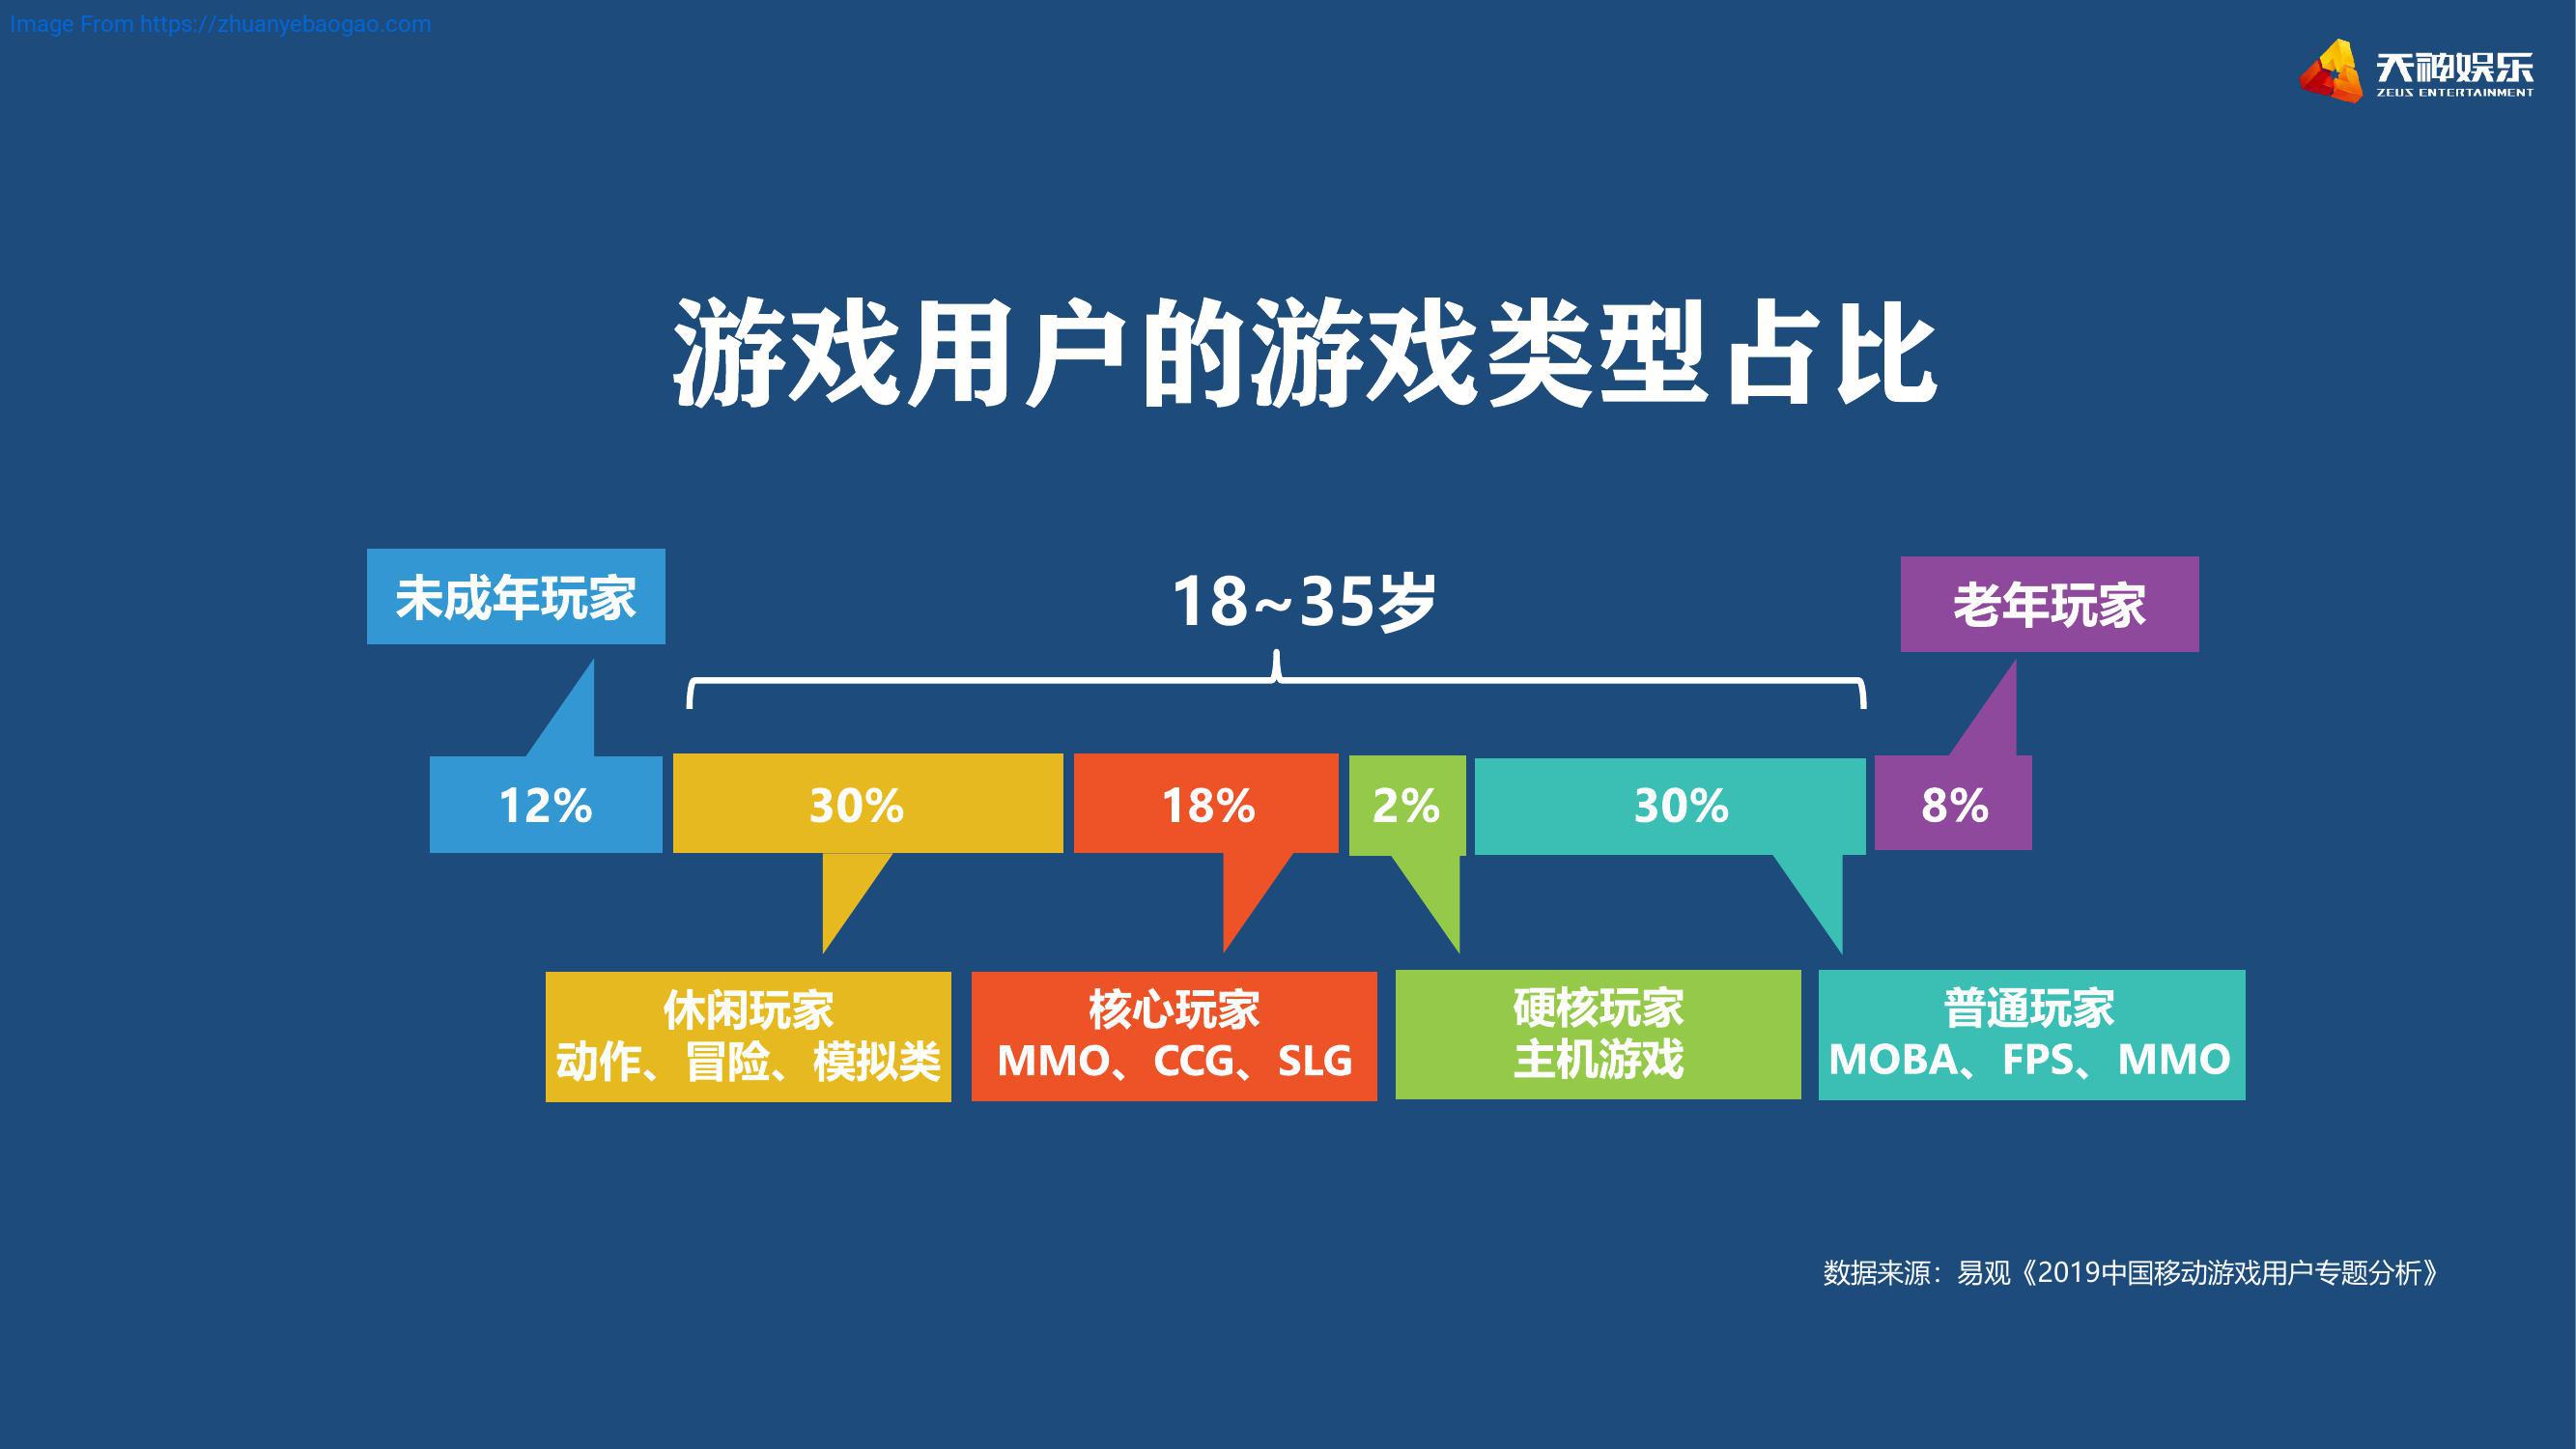 Image From https://zhuanyebaogao.com
天神娱乐
ZEUS ENTERTAINMENT
游戏用户的游戏类型占比
未成年玩家
18~35岁
老年玩家
12%
30%
18%
2%
30%
8%
休闲玩家
动作、冒险、模拟类
核心玩家
MMO、CCG、SLG
硬核玩家
主机游戏
普通玩家
MOBA、FPS、MMO
数据来源：易观《2019中国移动游戏用户专题分析》